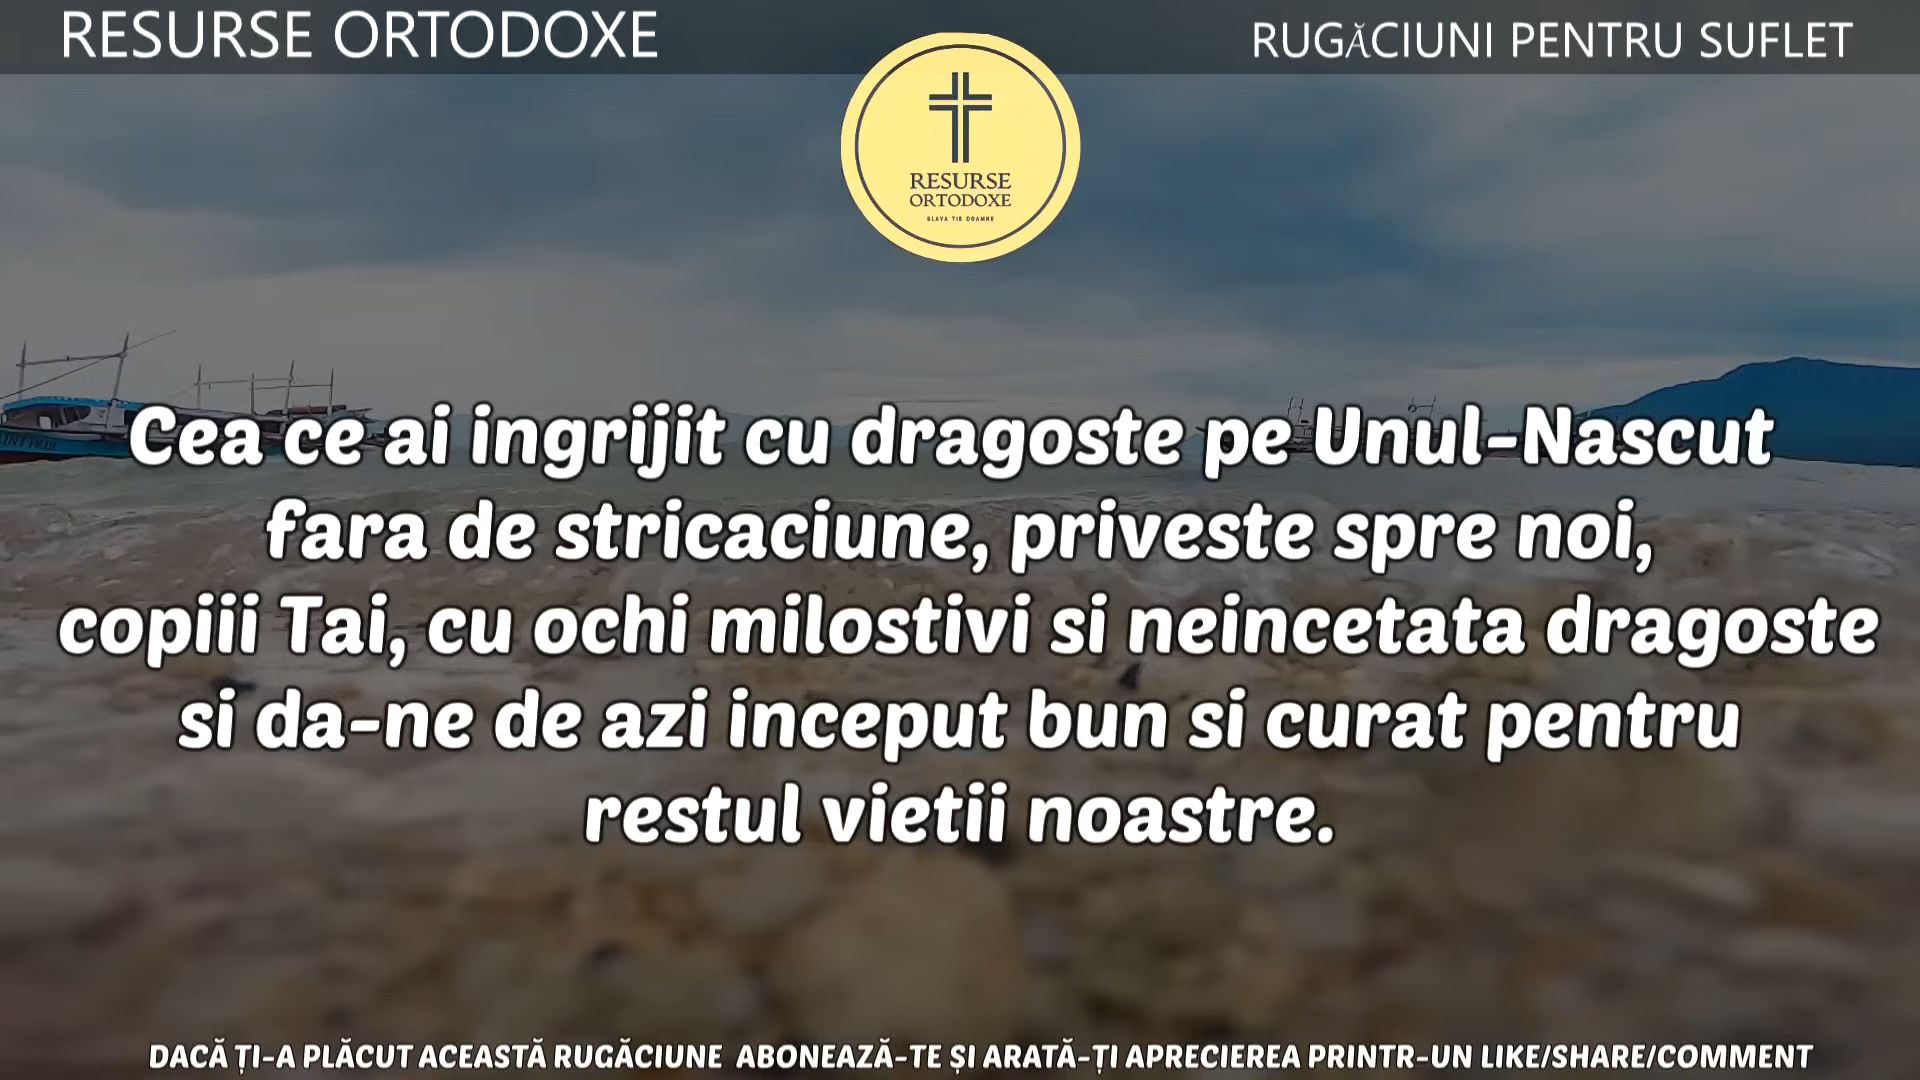 RESURSE ORTODOXE
RUGĂCIUNI PENTRU SUFLET
RESURSE
ORTODOXE
SLAVA TIE DOAMNE
Cea ce ai ingrijit cu dragoste pe Unul-Nascut
fara de stricaciune, priveste spre noi,
copiii Tai, cu ochi milostivi si neincetata dragoste
si da-ne de azi inceput bun si curat pentru
restul vietii noastre.
DACĂ ȚI-A PLĂCUT ACEASTĂ RUGĂCIUNE ABONEAZĂ-TE ȘI ARATĂ-ȚI APRECIEREA PRINTR-UN LIKE/SHARE/COMMENT